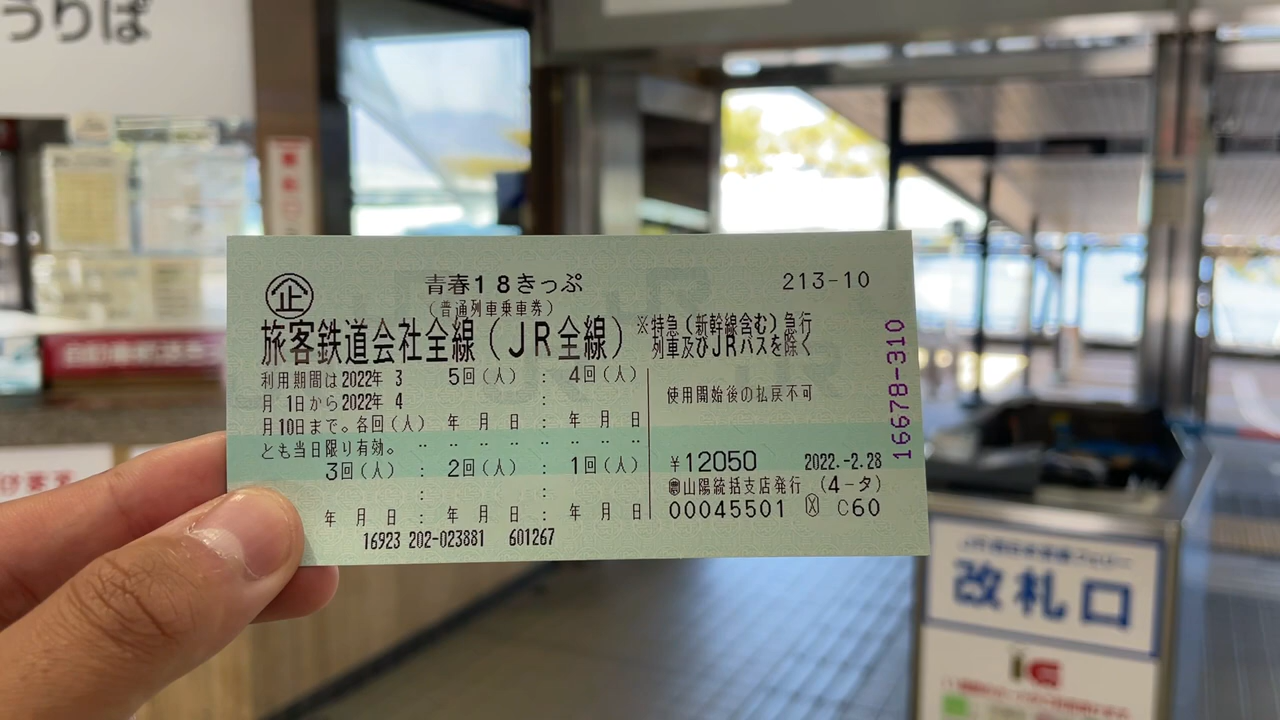 うりば
企
青春18きっぷ
213-10
(普通列車乗車券)
旅客鉄道会社全線(JR全線)
※特急(新幹線含む)急行
列車及びJRバスを除く
利用期間は2022年 3
月 1日から2022年 4
月10日まで。各回(人)
とも当日限り有効。
5回(人) : 4回(人)
:
年 月 日 : 年 月 日
3回(人) : 2回(人) : 1回(人)
: :
年 月 日 : 年 月 日 : 年 月 日
使用開始後の払戻不可
¥12050 2022.-2.28
山陽統括支店発行 (4-タ)
00045501 C60
16923 202-023881 601267
16678-310
改札口